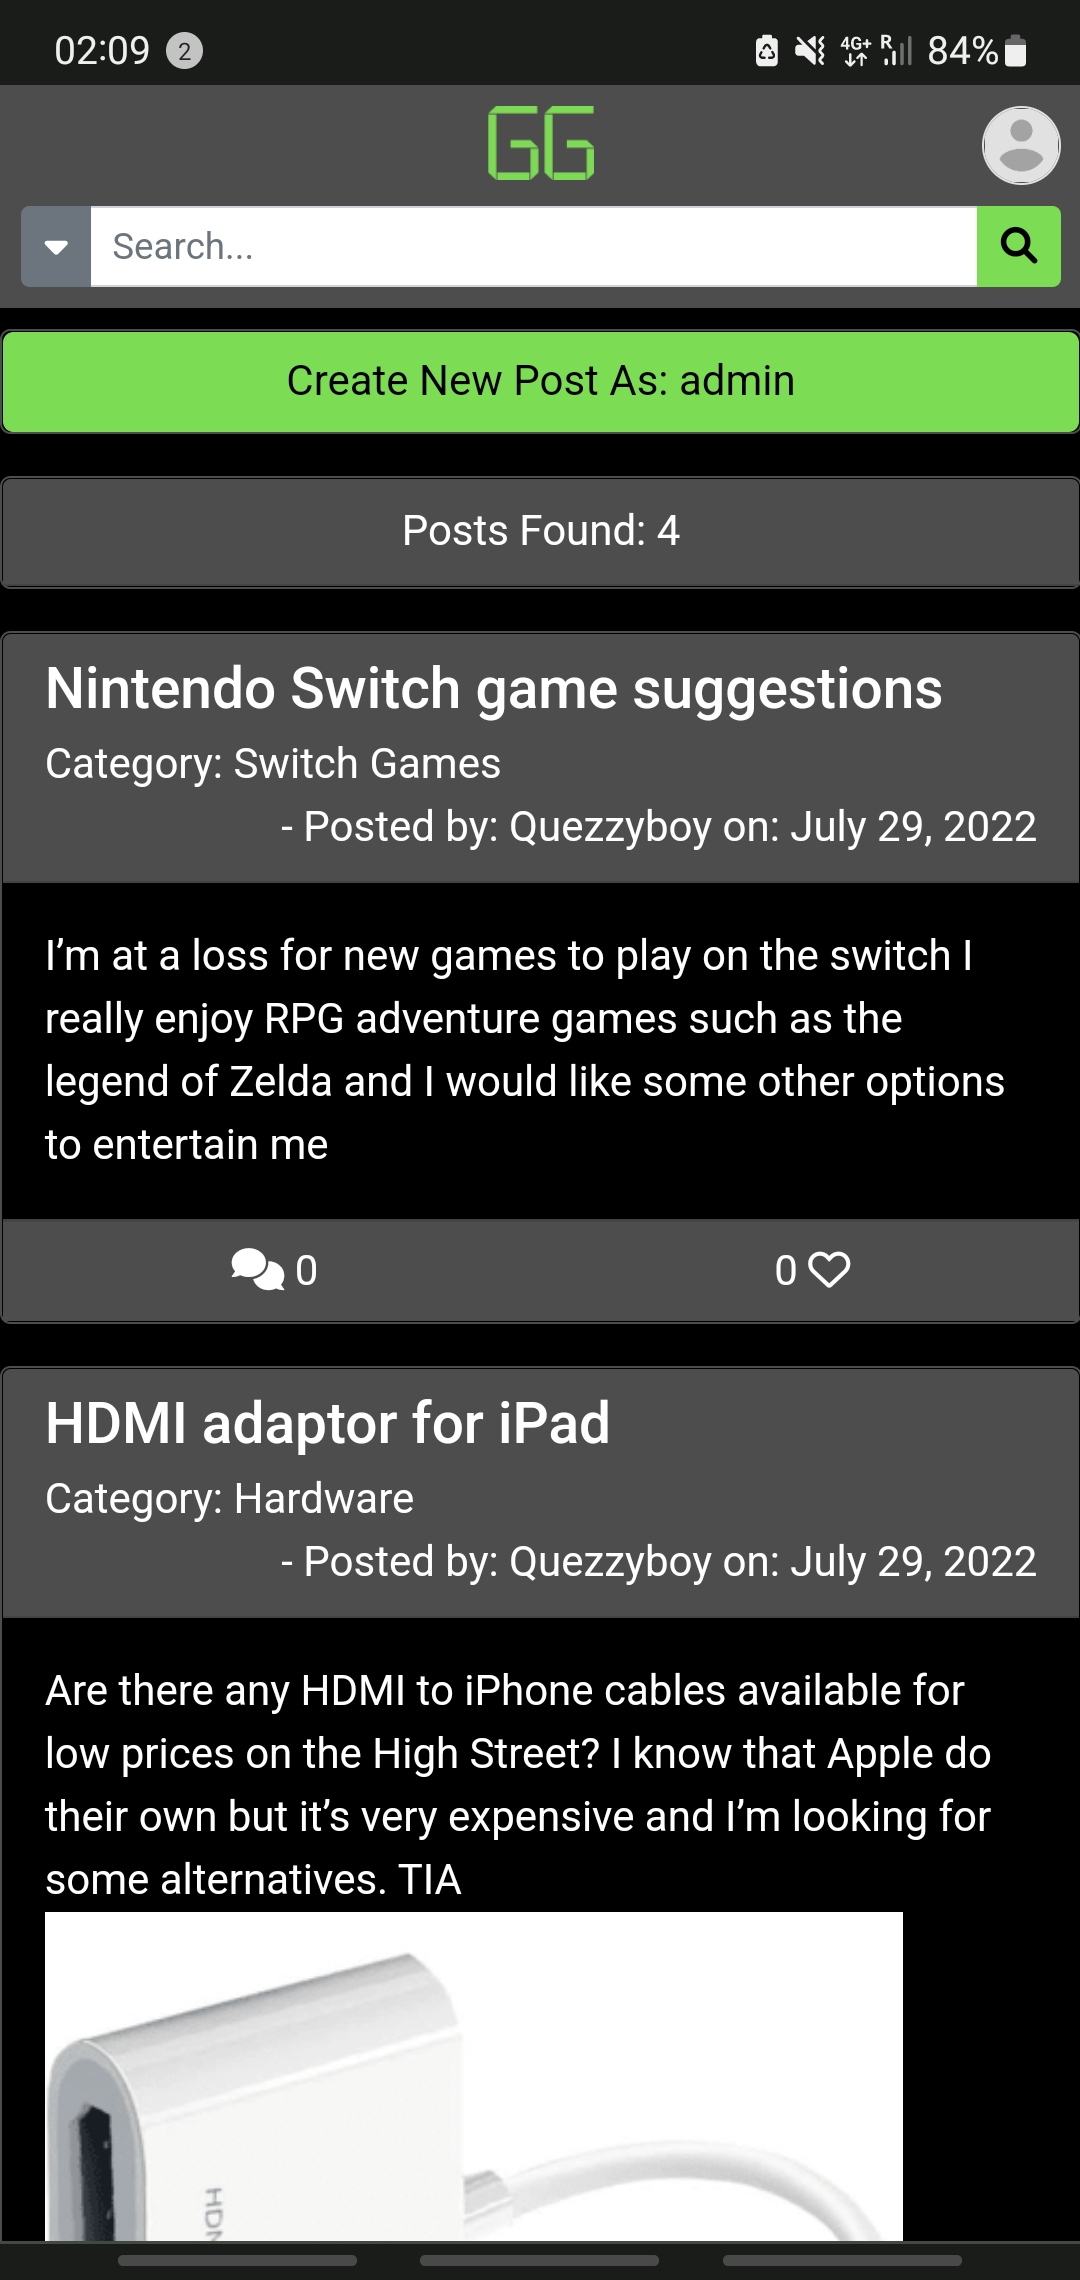 02:09 2 4G+ R 84%
GG
Search...
Create New Post As: admin
Posts Found: 4
Nintendo Switch game suggestions
Category: Switch Games
- Posted by: Quezzyboy on: July 29, 2022
I’m at a loss for new games to play on the switch I
really enjoy RPG adventure games such as the
legend of Zelda and I would like some other options
to entertain me
0 0
HDMI adaptor for iPad
Category: Hardware
- Posted by: Quezzyboy on: July 29, 2022
Are there any HDMI to iPhone cables available for
low prices on the High Street? I know that Apple do
their own but it’s very expensive and I’m looking for
some alternatives. TIA